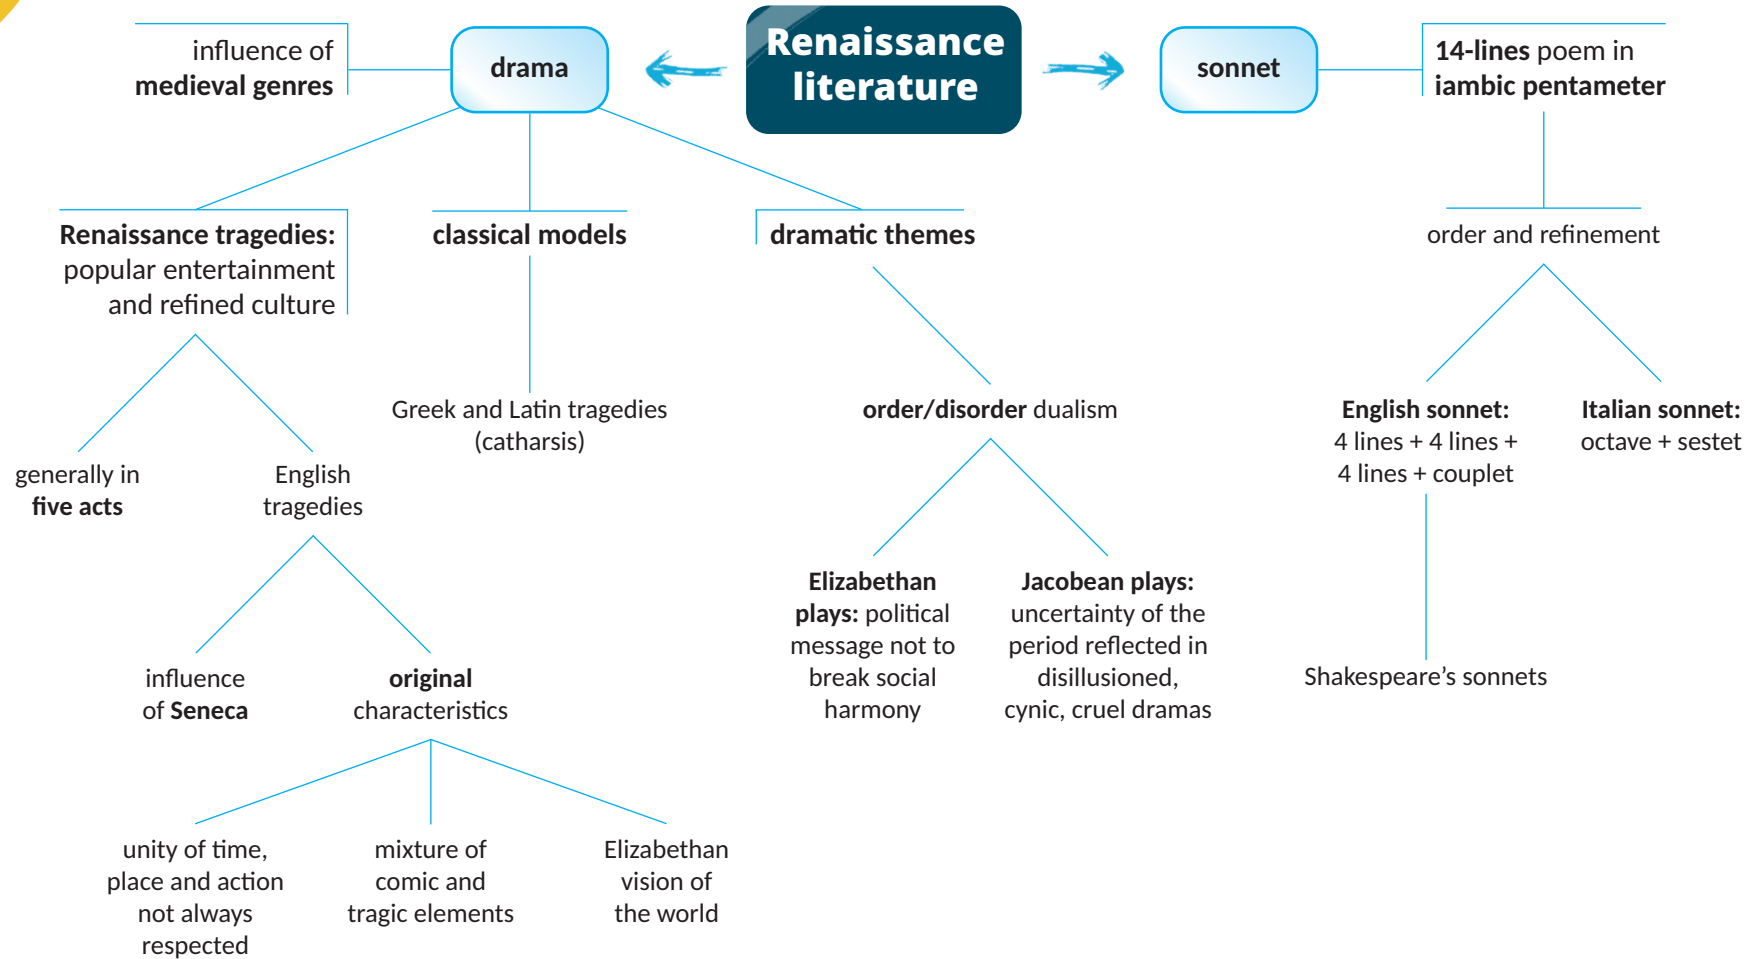 Renaissance
literature
drama
influence of
medieval genres
Renaissance tragedies:
popular entertainment
and refined culture
generally in
five acts
English
tragedies
influence
of Seneca
original
characteristics
unity of time,
place and action
not always
respected
mixture of
comic and
tragic elements
Elizabethan
vision of
the world
classical models
Greek and Latin tragedies
(catharsis)
dramatic themes
order/disorder dualism
Elizabethan
plays: political
message not to
break social
harmony
Jacobean plays:
uncertainty of the
period reflected in
disillusioned,
cynic, cruel dramas
sonnet
14-lines poem in
iambic pentameter
order and refinement
English sonnet:
4 lines + 4 lines +
4 lines + couplet
Shakespeare’s sonnets
Italian sonnet:
octave + sestet